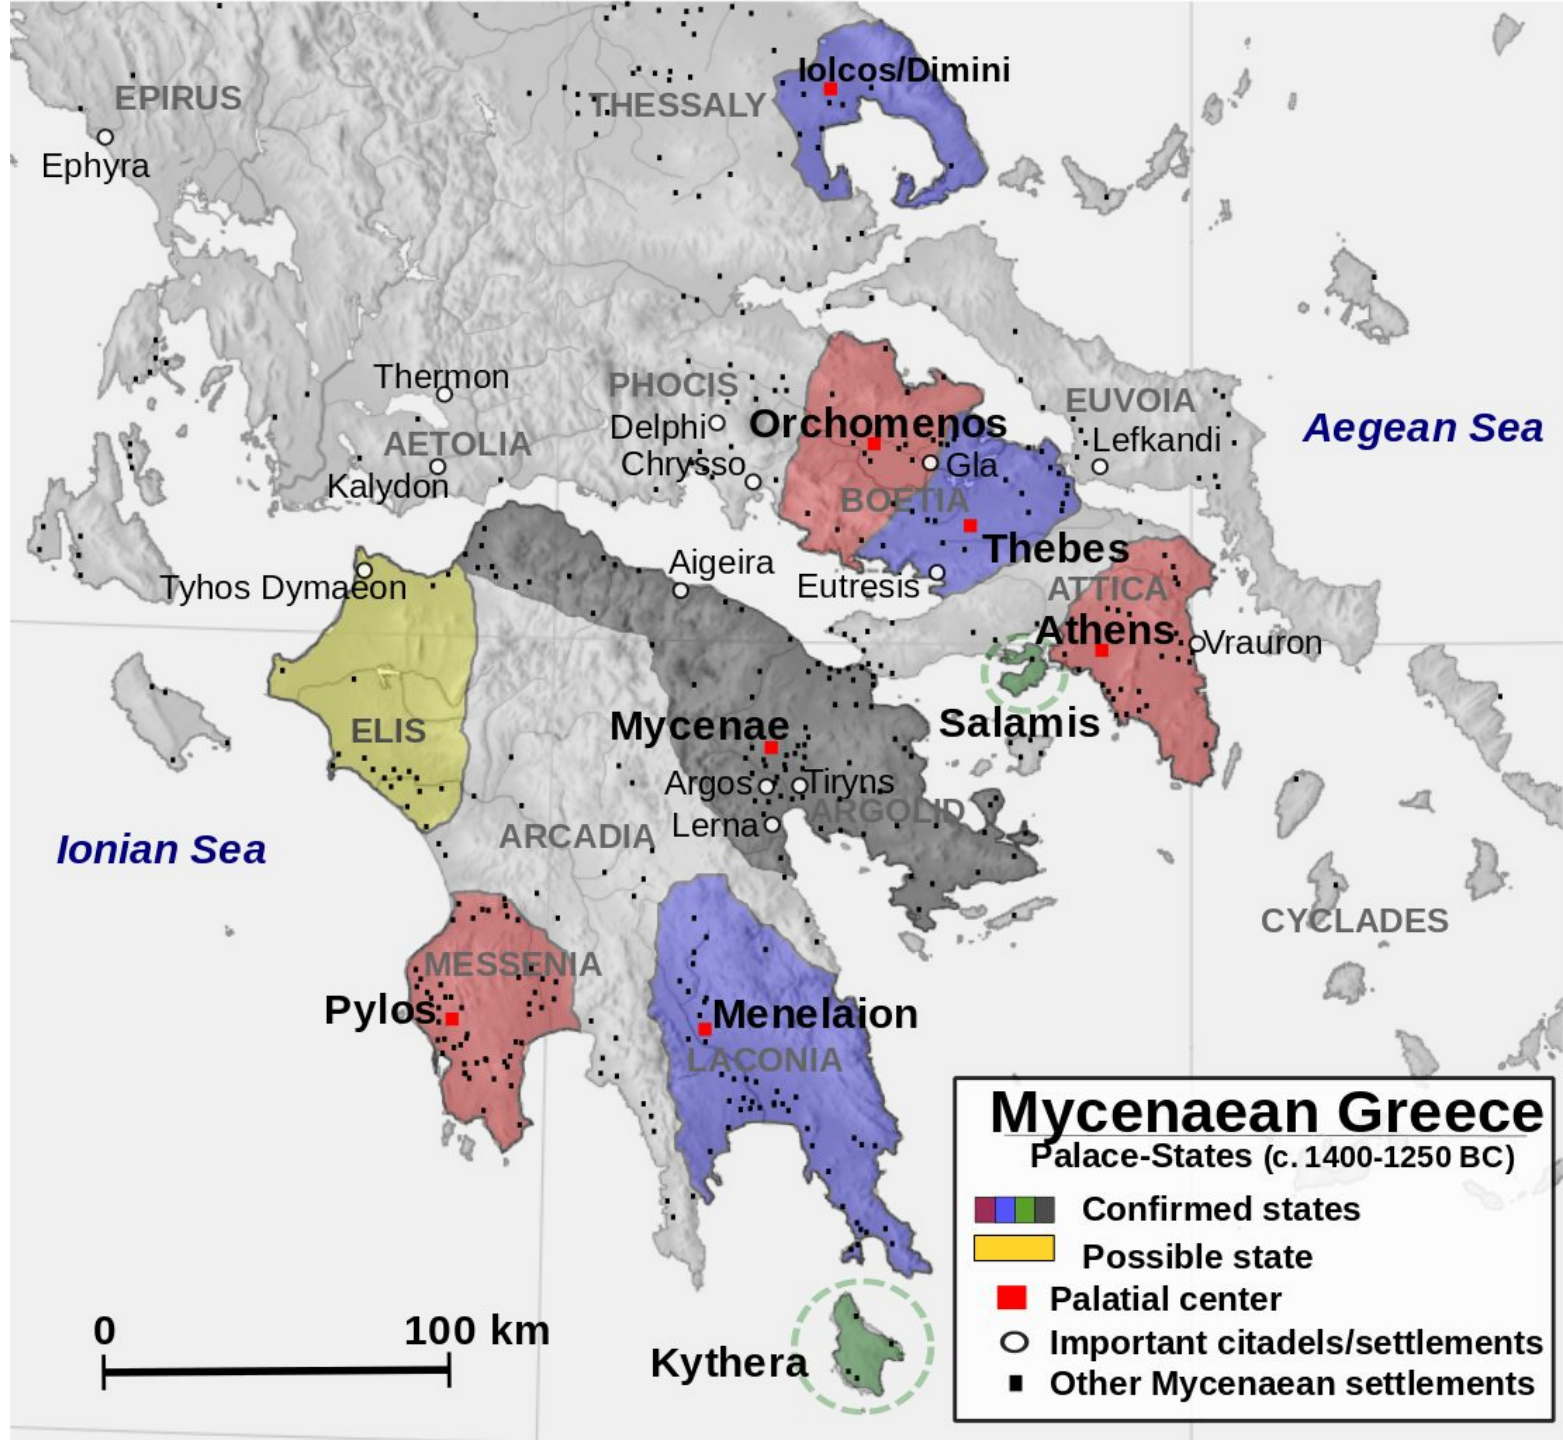 Iolcos/Dimini
EPIRUS
THESSALY
Ephyra
Thermon
PHOCIS
EUVOIA
Delphi
Orchomenos
Aegean Sea
AETOLIA
Lefkandi
Chrysso
Gla
Kalydon
BOETIA
Thebes
Aigeira
Tyhos Dymaeon
Eutresis
ATTICA
Athens
Vrauron
Mycenae
Salamis
ELIS
Argos
Tiryns
ARGOLID
Lerna
ARCADIA
Ionian Sea
CYCLADES
MESSENIA
Pylos
Menelaion
LACONIA
Mycenaean Greece
Palace-States (c. 1400-1250 BC)
Confirmed states
Possible state
Palatial center
Important citadels/settlements
Other Mycenaean settlements
0 100 km
Kythera